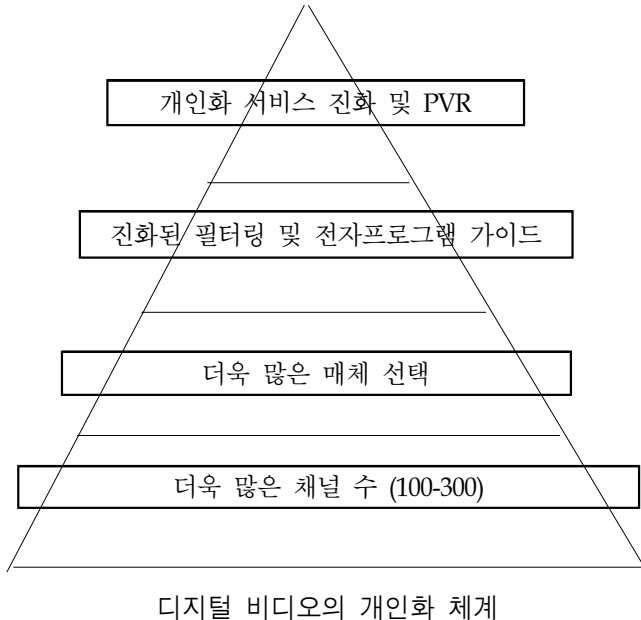 개인화 서비스 진화 및 PVR
진화된 필터링 및 전자프로그램 가이드
더욱 많은 매체 선택
더욱 많은 채널 수 (100-300)
디지털 비디오의 개인화 체계